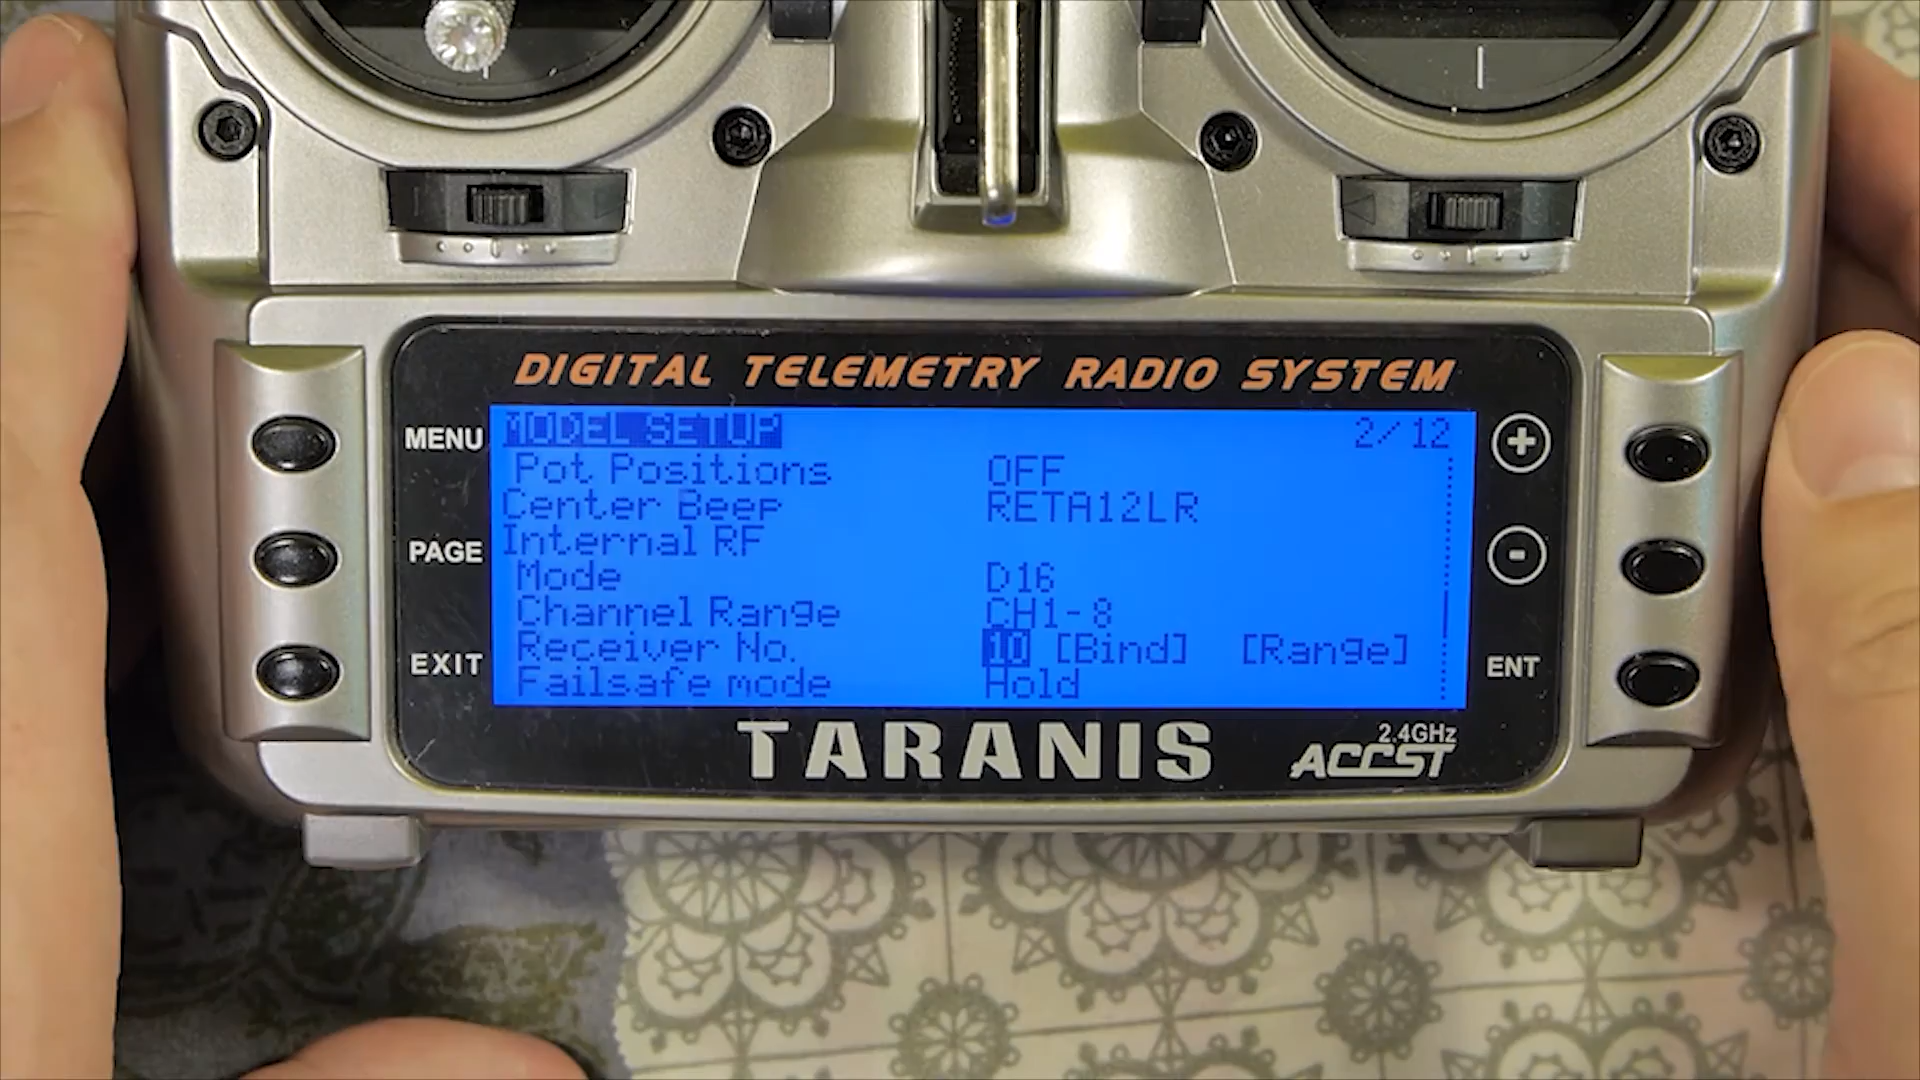 DIGITAL TELEMETRY RADIO SYSTEM
MENU
PAGE
EXIT
MODEL SETUP 2/12
Pot Positions OFF
Center Beep RETA12LR
Internal RF
Mode D16
Channel Range CH1-8
Receiver No. 10 [Bind] [Range]
Failsafe mode Hold
+
-
ENT
TARANIS
2.4GHz
ACCST